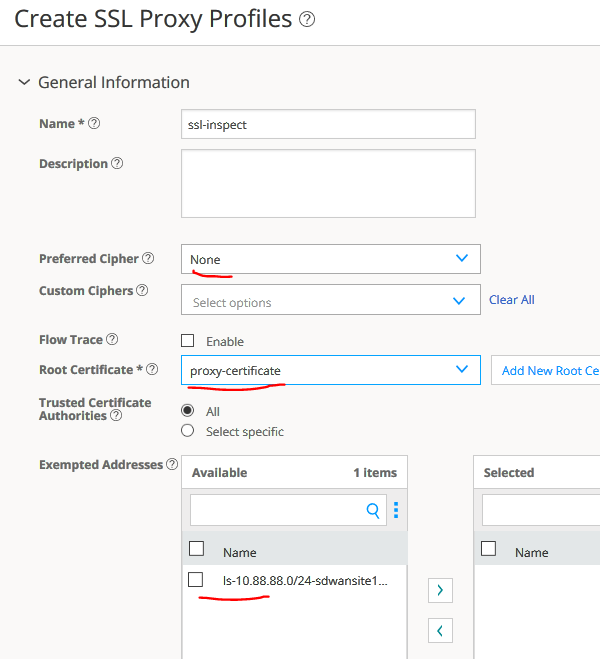 Create SSL Proxy Profiles ?
General Information
Name * ?
ssl-inspect
Description ?
Preferred Cipher ?
None
Custom Ciphers ?
Select options
Clear All
Flow Trace ?
Enable
Root Certificate * ?
proxy-certificate
Add New Root Ce
Trusted Certificate
Authorities ?
All
Select specific
Exempted Addresses ?
Available 1 items
Selected
Name
Name
ls-10.88.88.0/24-sdwansite1...